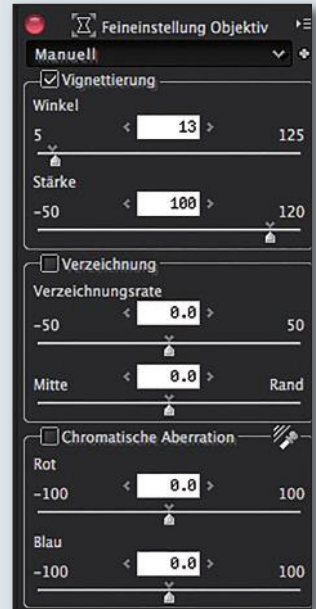 Feineinstellung Objektiv
Manuell
Vignettierung
Winkel
5 13 125
Stärke
-50 100 120
Verzeichnung
Verzeichnungsrate
-50 0.0 50
Mitte 0.0 Rand
Chromatische Aberration
Rot
-100 0.0 100
Blau
-100 0.0 100